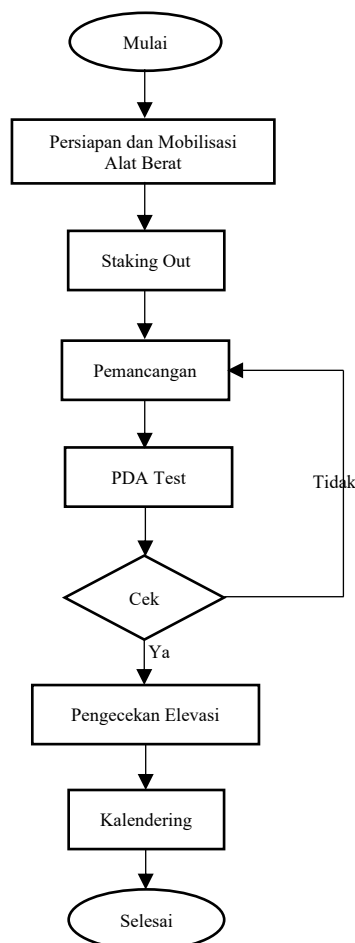 Mulai
Persiapan dan Mobilisasi
Alat Berat
Staking Out
Pemancangan
PDA Test
Tidak
Cek
Ya
Pengecekan Elevasi
Kalendering
Selesai